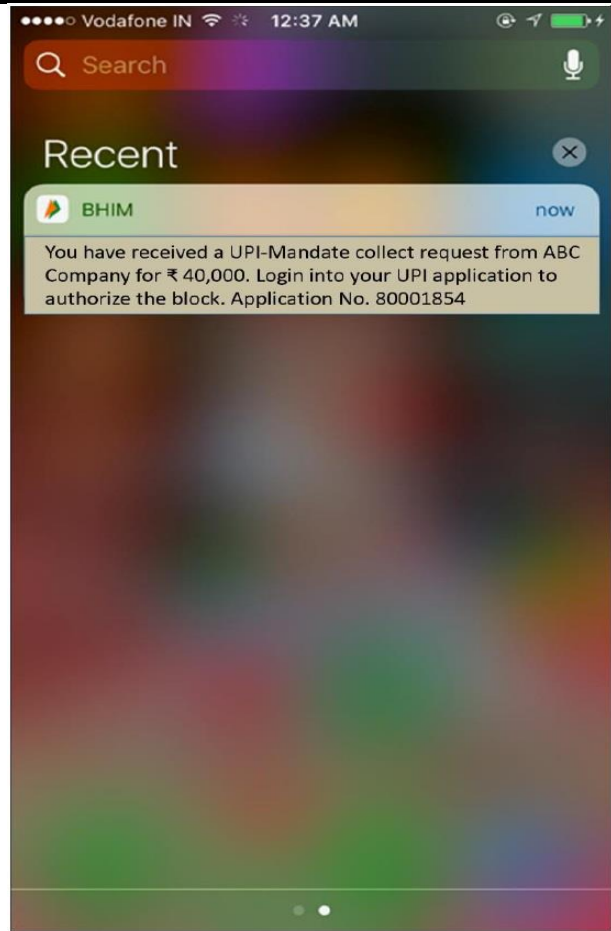 Vodafone IN 12:37 AM
Search
Recent
BHIM now
You have received a UPI-Mandate collect request from ABC
Company for ₹ 40,000. Login into your UPI application to
authorize the block. Application No. 80001854